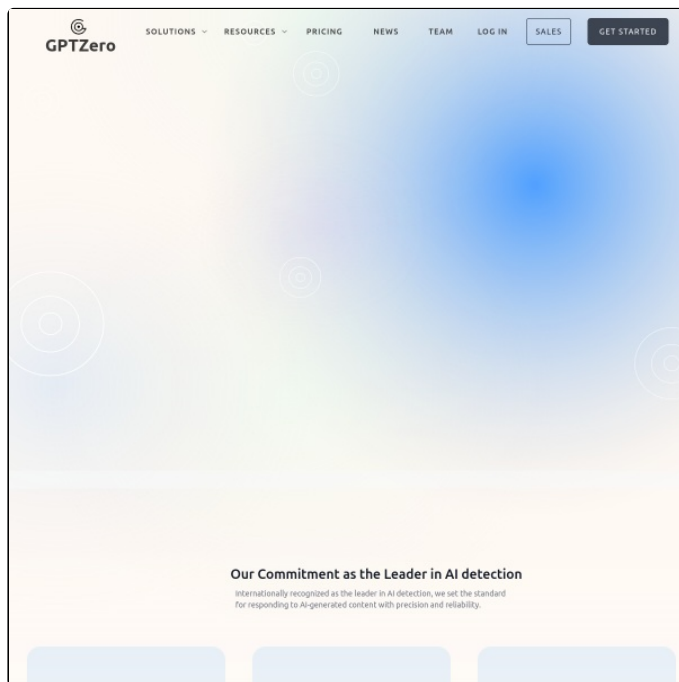 GPTZero
SOLUTIONS
RESOURCES
PRICING
NEWS
TEAM
LOG IN
SALES
GET STARTED
Our Commitment as the Leader in AI detection
Internationally recognized as the leader in AI detection, we set the standard
for responding to AI-generated content with precision and reliability.